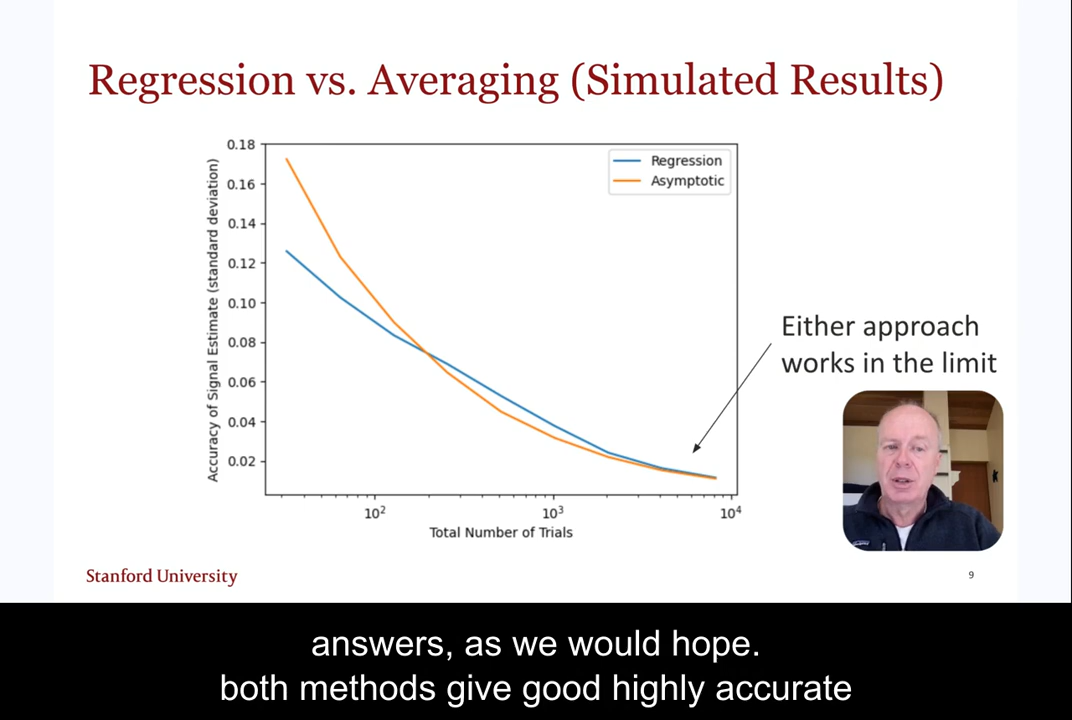 Regression vs. Averaging (Simulated Results)
0.18
0.16
0.14
0.12
0.10
0.08
0.06
0.04
0.02
Accuracy of Signal Estimate (standard deviation)
Regression
Asymptotic
10²
10³
10⁴
Total Number of Trials
Either approach
works in the limit
Stanford University
9
answers, as we would hope.
both methods give good highly accurate